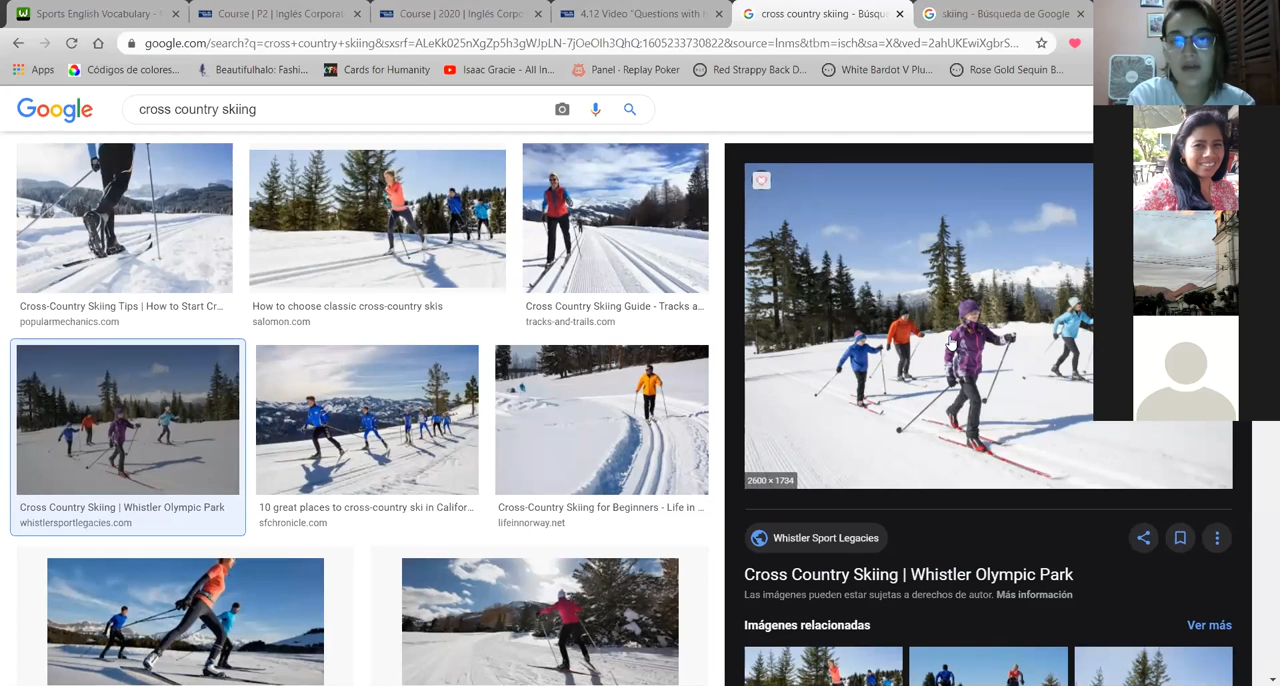 Sports English Vocabulary -
Course | P2 | Inglés Corporat
Course | 2020 | Inglés Corpo
4.12 Video "Questions with
cross country skiing - Búsque
skiing - Búsqueda de Google
google.com/search?q=cross+country+skiing&sxsrf=ALeKk025nXgZp5h3gWJpLN-7jOeOIh3QhQ:1605233730822&source=lnms&tbm=isch&sa=X&ved=2ahUKEwiXgbrS...
Apps
Códigos de colores...
Beautifulhalo: Fashi...
Cards for Humanity
Isaac Gracie - All In...
Panel · Replay Poker
Red Strappy Back D...
White Bardot V Plu...
Rose Gold Sequin B...
Google
cross country skiing
Cross-Country Skiing Tips | How to Start Cr...
popularmechanics.com
How to choose classic cross-country skis
salomon.com
Cross Country Skiing Guide - Tracks a...
tracks-and-trails.com
Cross Country Skiing | Whistler Olympic Park
whistlersportlegacies.com
10 great places to cross-country ski in Califor...
sfchronicle.com
Cross-Country Skiing for Beginners - Life in ...
lifeinnorway.net
2600 × 1734
Whistler Sport Legacies
Cross Country Skiing | Whistler Olympic Park
Las imágenes pueden estar sujetas a derechos de autor. Más información
Imágenes relacionadas
Ver más